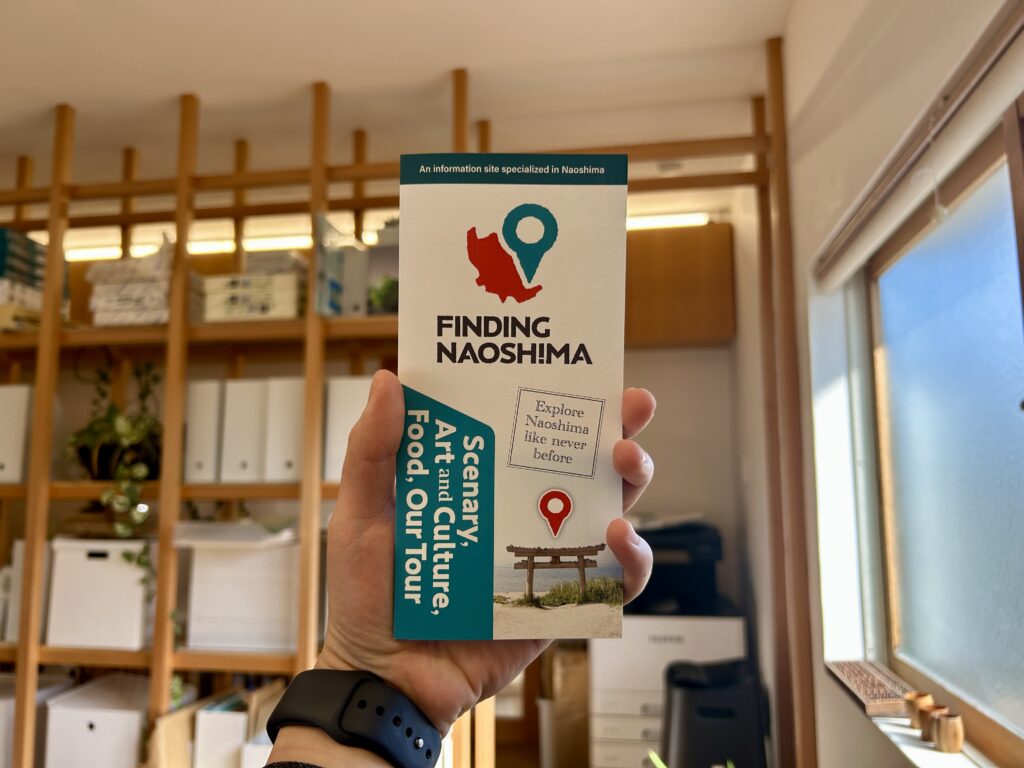 An information site specialized in Naoshima
FINDING
NAOSH!MA
Explore
Naoshima
like never
before
Scenary,
Art and Culture,
Food, Our Tour